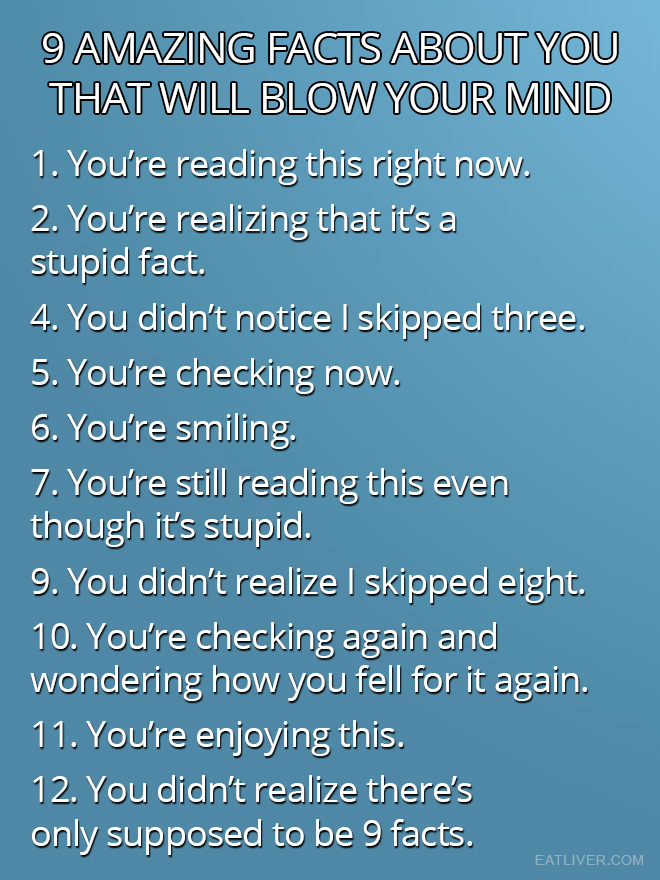 9 AMAZING FACTS ABOUT YOU
THAT WILL BLOW YOUR MIND
1. You're reading this right now.
2. You're realizing that it's a
stupid fact.
4. You didn't notice I skipped three.
5. You're checking now.
6. You're smiling.
7. You're still reading this even
though it's stupid.
9. You didn't realize I skipped eight.
10. You're checking again and
wondering how you fell for it again.
11. You're enjoying this.
12. You didn't realize there's
only supposed to be 9 facts.
EATLIVER.COM